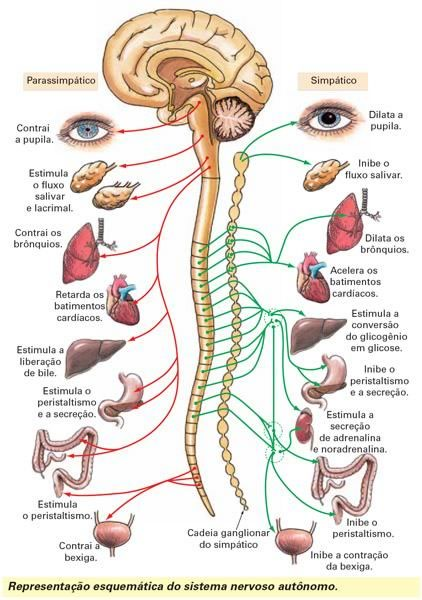 Parassimpático
Contrai
a pupila.
Estimula
o fluxo
salivar
e lacrimal.
Contrai os
brônquios.
Retarda os
batimentos
cardíacos.
Estimula a
liberação
de bile.
Estimula o
peristaltismo
e a secreção.
Estimula
o peristaltismo.
Contrai a
bexiga.
Simpático
Dilata a
pupila.
Inibe o
fluxo salivar.
Dilata os
brônquios.
Acelera os
batimentos
cardíacos.
Estimula a
conversão
do glicogênio
em glicose.
Inibe o
peristaltismo
e a secreção.
Estimula a
secreção
de adrenalina
e noradrenalina.
Inibe o
peristaltismo.
Inibe a contração
da bexiga.
Cadeia ganglionar
do simpático
Representação esquemática do sistema nervoso autônomo.